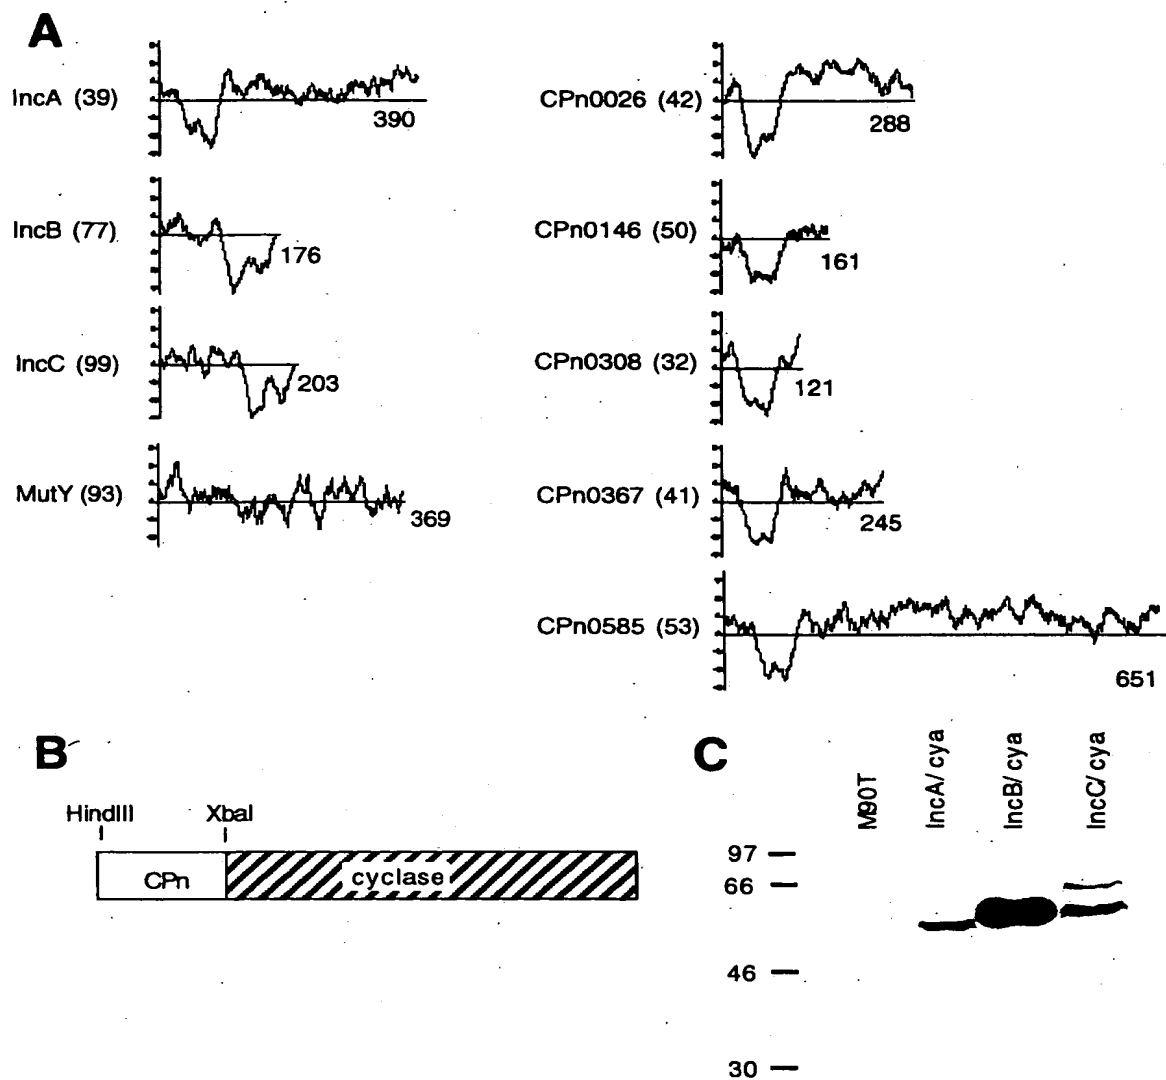 A
IncA (39)
390
IncB (77)
176
IncC (99)
203
MutY (93)
369
CPn0026 (42)
288
CPn0146 (50)
161
CPn0308 (32)
121
CPn0367 (41)
245
CPn0585 (53)
651
B
HindIII
XbaI
CPn
cyclase
C
M90T
IncA/cya
IncB/cya
IncC/cya
97
66
46
30